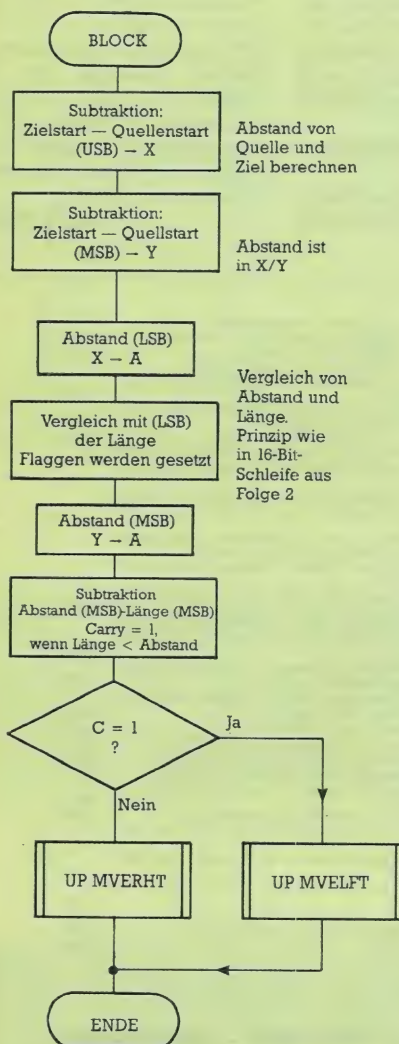 BLOCK
Subtraktion:
Zielstart — Quellenstart
(USB) – X
Abstand von
Quelle und
Ziel berechnen
Subtraktion:
Zielstart — Quellstart
(MSB) – Y
Abstand ist
in X/Y
Abstand (LSB)
X – A
Vergleich mit (LSB)
der Länge
Flaggen werden gesetzt
Vergleich von
Abstand und
Länge.
Prinzip wie
in 16-Bit-
Schleife aus
Folge 2
Abstand (MSB)
Y – A
Subtraktion
Abstand (MSB)-Länge (MSB)
Carry = 1,
wenn Länge < Abstand
C = 1
?
Ja
Nein
UP MVERHT
UP MVELFT
ENDE